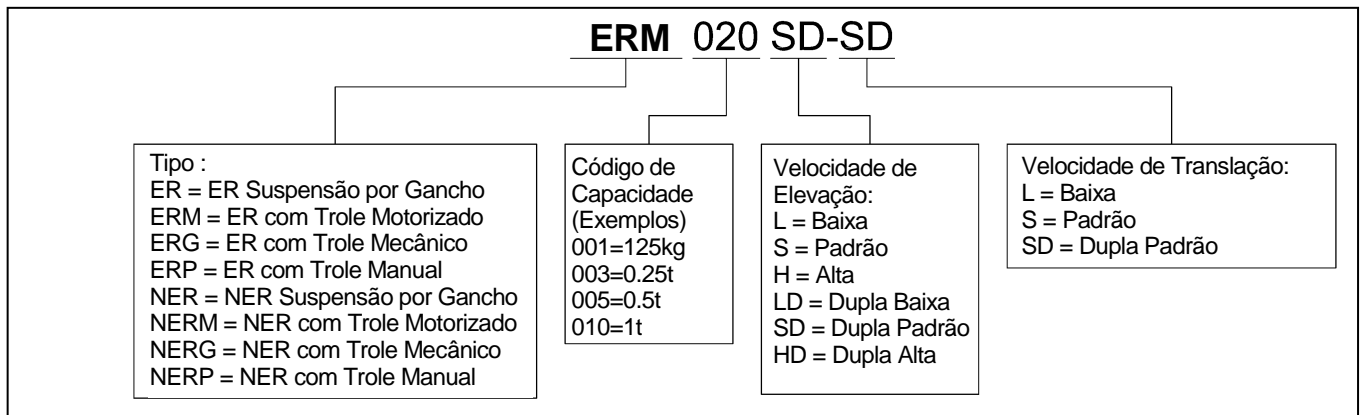 ERM 020 SD-SD
Tipo :
ER = ER Suspensão por Gancho
ERM = ER com Trole Motorizado
ERG = ER com Trole Mecânico
ERP = ER com Trole Manual
NER = NER Suspensão por Gancho
NERM = NER com Trole Motorizado
NERG = NER com Trole Mecânico
NERP = NER com Trole Manual
Código de
Capacidade
(Exemplos)
001=125kg
003=0.25t
005=0.5t
010=1t
Velocidade de
Elevação:
L = Baixa
S = Padrão
H = Alta
LD = Dupla Baixa
SD = Dupla Padrão
HD = Dupla Alta
Velocidade de Translação:
L = Baixa
S = Padrão
SD = Dupla Padrão